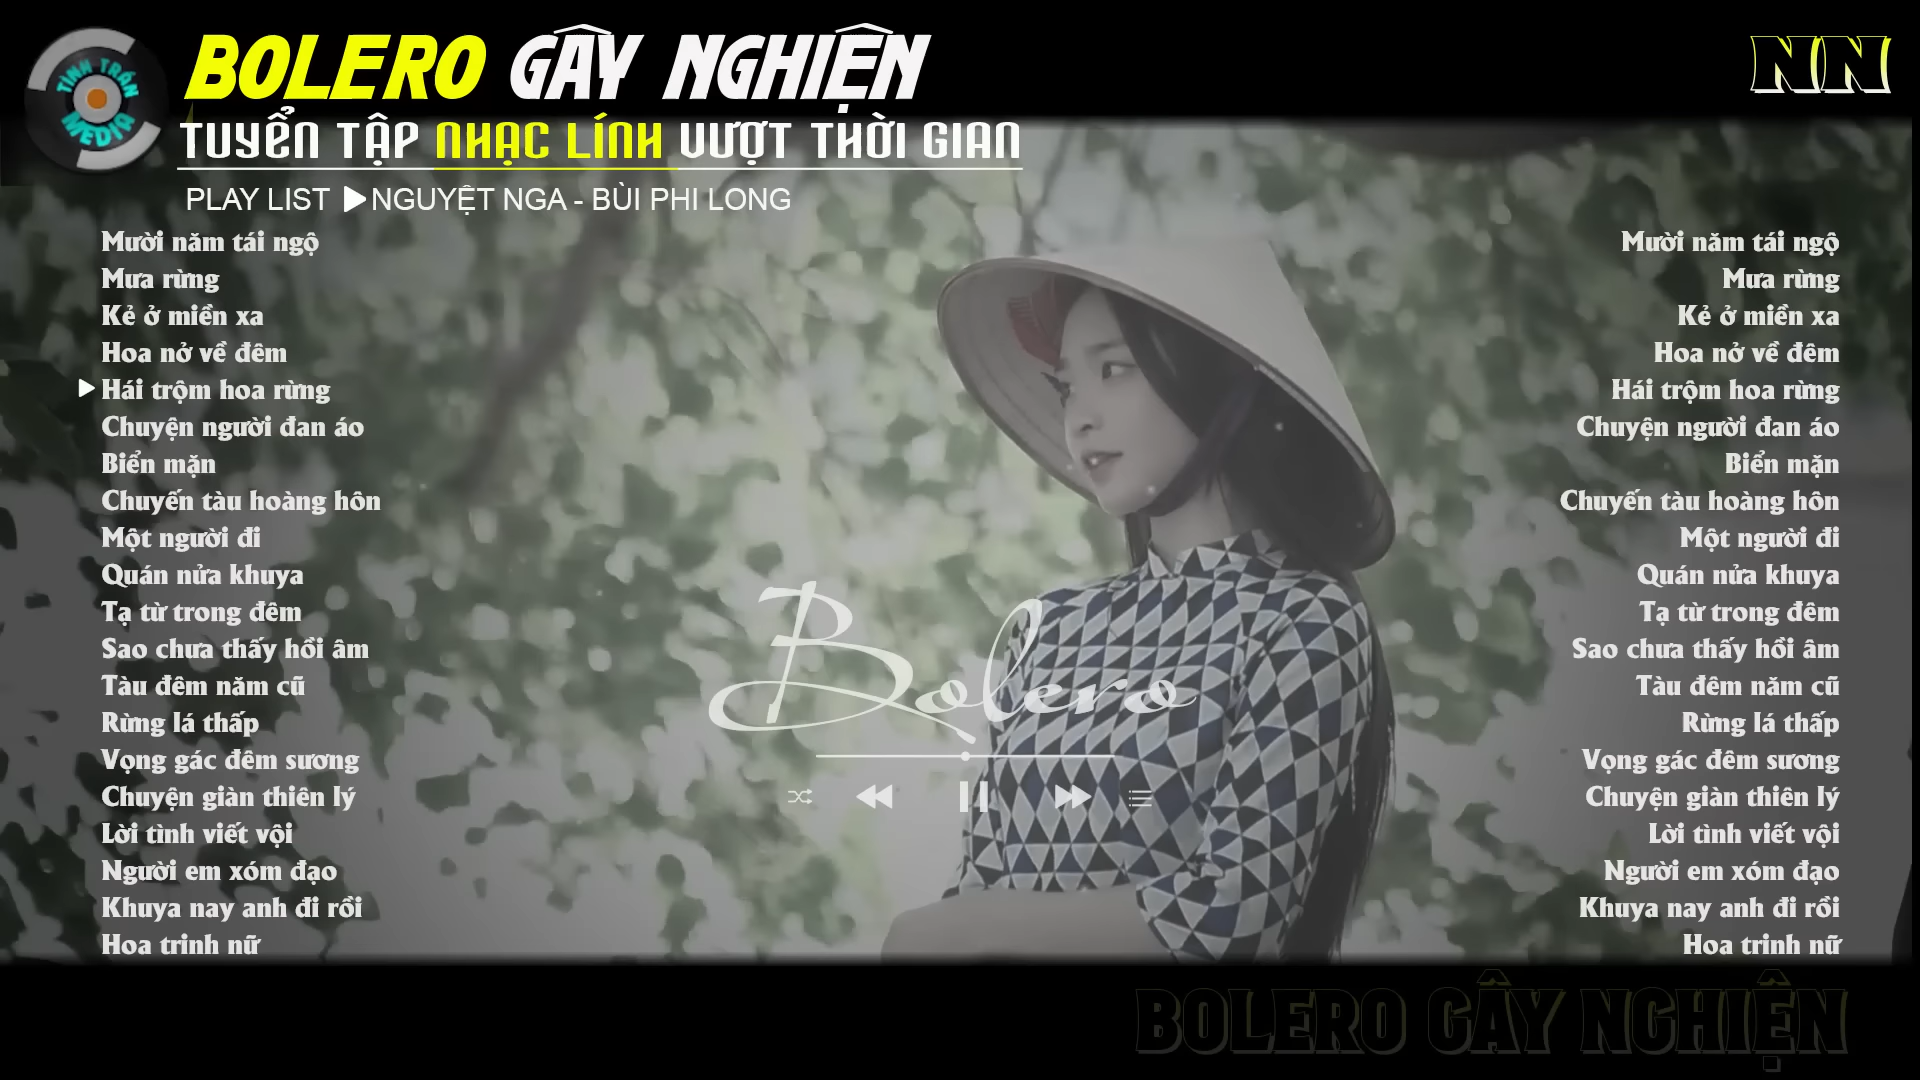 TÌNH TRẦN
MEDIA
BOLERO GÂY NGHIỆN
NN
TUYỂN TẬP NHẠC LÍNH VƯỢT THỜI GIAN
PLAY LIST NGUYỆT NGA - BÙI PHI LONG
Mười năm tái ngộ
Mưa rừng
Kẻ ở miền xa
Hoa nở về đêm
Hái trộm hoa rừng
Chuyện người đan áo
Biển mặn
Chuyến tàu hoàng hôn
Một người đi
Quán nửa khuya
Tạ từ trong đêm
Sao chưa thấy hồi âm
Tàu đêm năm cũ
Rừng lá thấp
Vọng gác đêm sương
Chuyện giàn thiên lý
Lời tình viết vội
Người em xóm đạo
Khuya nay anh đi rồi
Hoa trinh nữ
Bolero
Mười năm tái ngộ
Mưa rừng
Kẻ ở miền xa
Hoa nở về đêm
Hái trộm hoa rừng
Chuyện người đan áo
Biển mặn
Chuyến tàu hoàng hôn
Một người đi
Quán nửa khuya
Tạ từ trong đêm
Sao chưa thấy hồi âm
Tàu đêm năm cũ
Rừng lá thấp
Vọng gác đêm sương
Chuyện giàn thiên lý
Lời tình viết vội
Người em xóm đạo
Khuya nay anh đi rồi
Hoa trinh nữ
BOLERO GÂY NGHIỆN